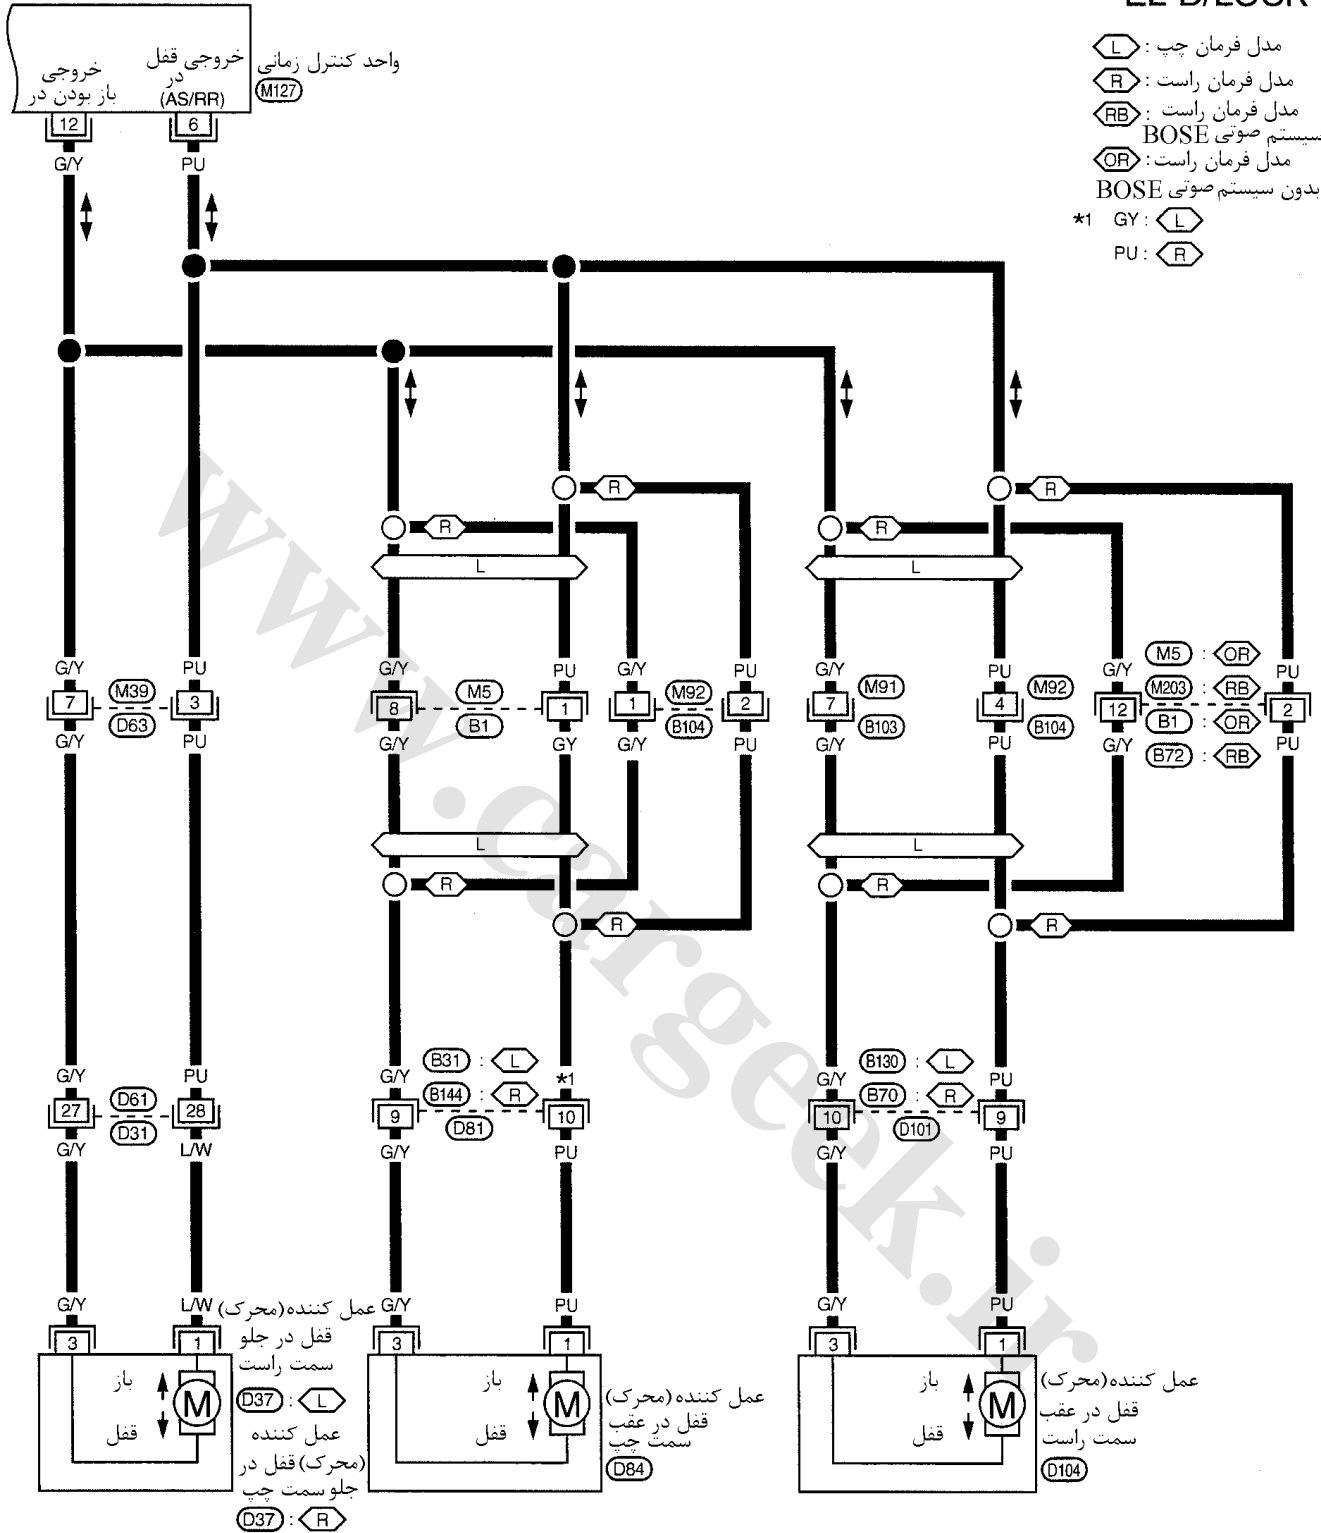 خروجی
باز بودن در
خروجی قفل
در
(AS/RR)
واحد کنترل زمانی
M127
12
6
G/Y
PU
L : مدل فرمان چپ
R : مدل فرمان راست
RB : مدل فرمان راست
سیستم صوتی BOSE
OR : مدل فرمان راست
بدون سیستم صوتی BOSE
*1 GY : L
PU : R
R
R
R
R
L
L
G/Y
PU
G/Y
PU
G/Y
PU
G/Y
PU
G/Y
PU
7
M39
D63
3
8
M5
B1
1
1
M92
B104
2
7
M91
B103
4
M92
B104
12
M5 : OR
M203 : RB
B1 : OR
B72 : RB
2
G/Y
PU
G/Y
GY
G/Y
PU
G/Y
PU
G/Y
PU
L
L
R
R
R
R
G/Y
PU
27
D61
D31
28
G/Y
L/W
G/Y
*1
B31 : L
B144 : R
9
D81
10
G/Y
PU
G/Y
PU
B130 : L
B70 : R
10
D101
9
G/Y
PU
G/Y
L/W
G/Y
PU
G/Y
PU
3
1
3
1
3
1
باز
قفل
M
عمل کننده(محرک)
قفل در جلو
سمت راست
D37 : L
عمل کننده
(محرک)قفل در
جلو سمت چپ
D37 : R
باز
قفل
M
عمل کننده(محرک)
قفل در عقب
سمت چپ
D84
باز
قفل
M
عمل کننده(محرک)
قفل در عقب
سمت راست
D104
www.cargeek.ir